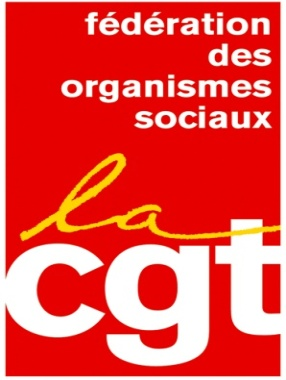 fédération
des
organismes
sociaux
la
cgt